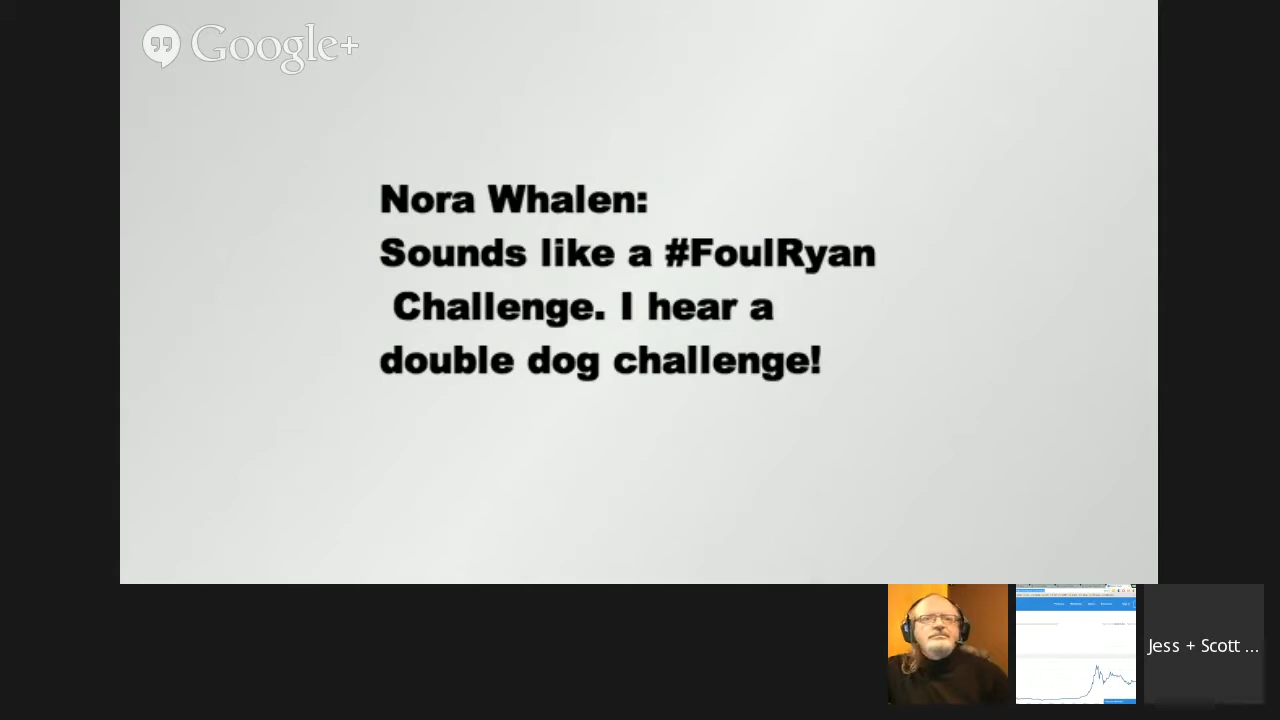 Google+
Nora Whalen:
Sounds like a #FoulRyan
Challenge. I hear a
double dog challenge!
Jess + Scott ...